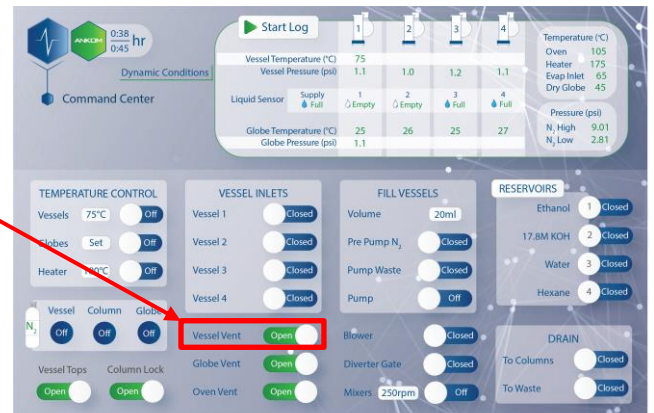 ANKOM 0:38 0:45 hr
Dynamic Conditions
Command Center
Start Log 1 2 3 4
Vessel Temperature (°C) 75
Vessel Pressure (psi) 1.1 1.0 1.2 1.1
Liquid Sensor Supply Full 1 Empty 2 Empty 3 Full 4 Full
Globe Temperature (°C) 25 26 25 27
Globe Pressure (psi) 1.1
Temperature (°C)
Oven 105
Heater 175
Evap Inlet 65
Dry Globe 45
Pressure (psi)
N2 High 9.01
N2 Low 2.81
TEMPERATURE CONTROL
Vessels 75°C Off
Globes Set Off
Heater 180°C Off
N2 Vessel Column Globe
Off Off Off
Vessel Tops Column Lock
Open Open
VESSEL INLETS
Vessel 1 Closed
Vessel 2 Closed
Vessel 3 Closed
Vessel 4 Closed
Vessel Vent Open
Globe Vent Open
Oven Vent Open
FILL VESSELS
Volume 20ml
Pre Pump N2 Closed
Pump Waste Closed
Pump Off
Blower Closed
Diverter Gate Closed
Mixers 250rpm Off
RESERVOIRS
Ethanol 1 Closed
17.8M KOH 2 Closed
Water 3 Closed
Hexane 4 Closed
DRAIN
To Columns Closed
To Waste Closed